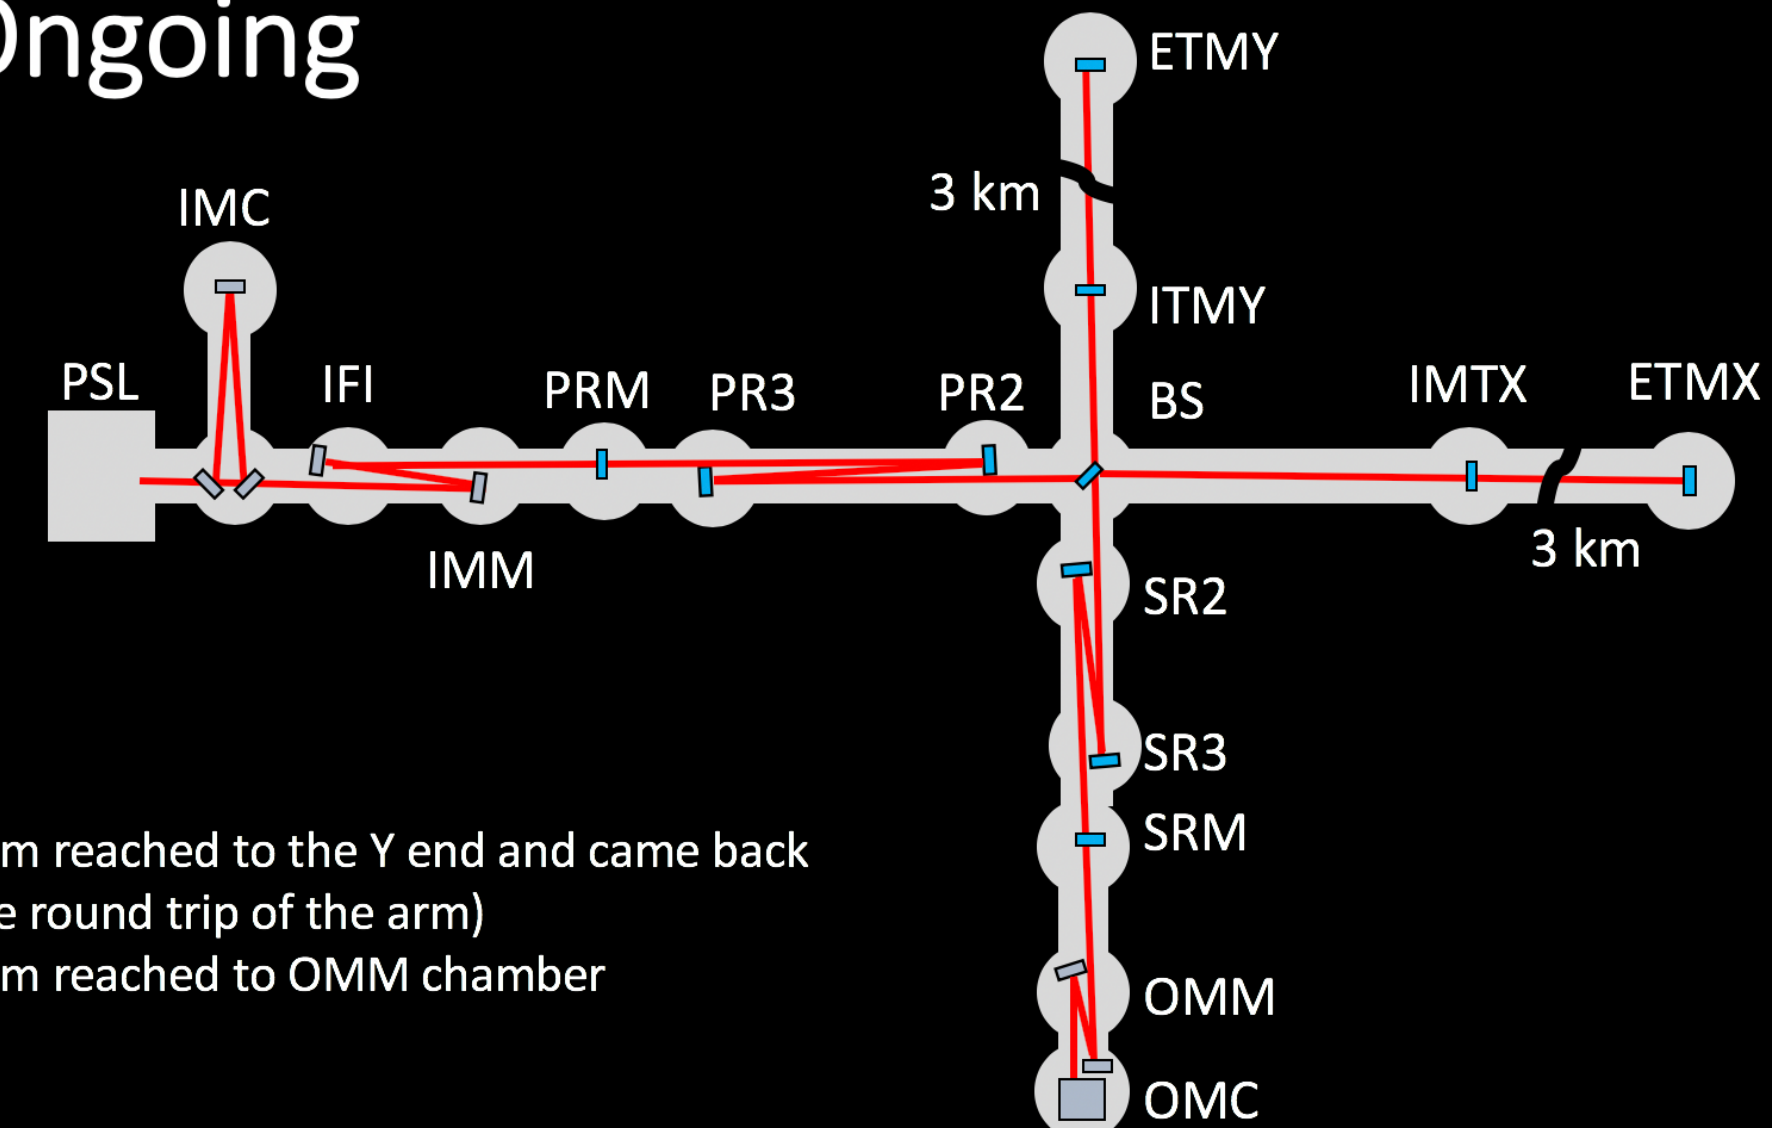 ngoing
ETMY
3 km
IMC
ITMY
PSL
IFI
PRM
PR3
PR2
BS
IMTX
ETMX
3 km
IMM
SR2
SR3
SRM
m reached to the Y end and came back
e round trip of the arm)
m reached to OMM chamber
OMM
OMC